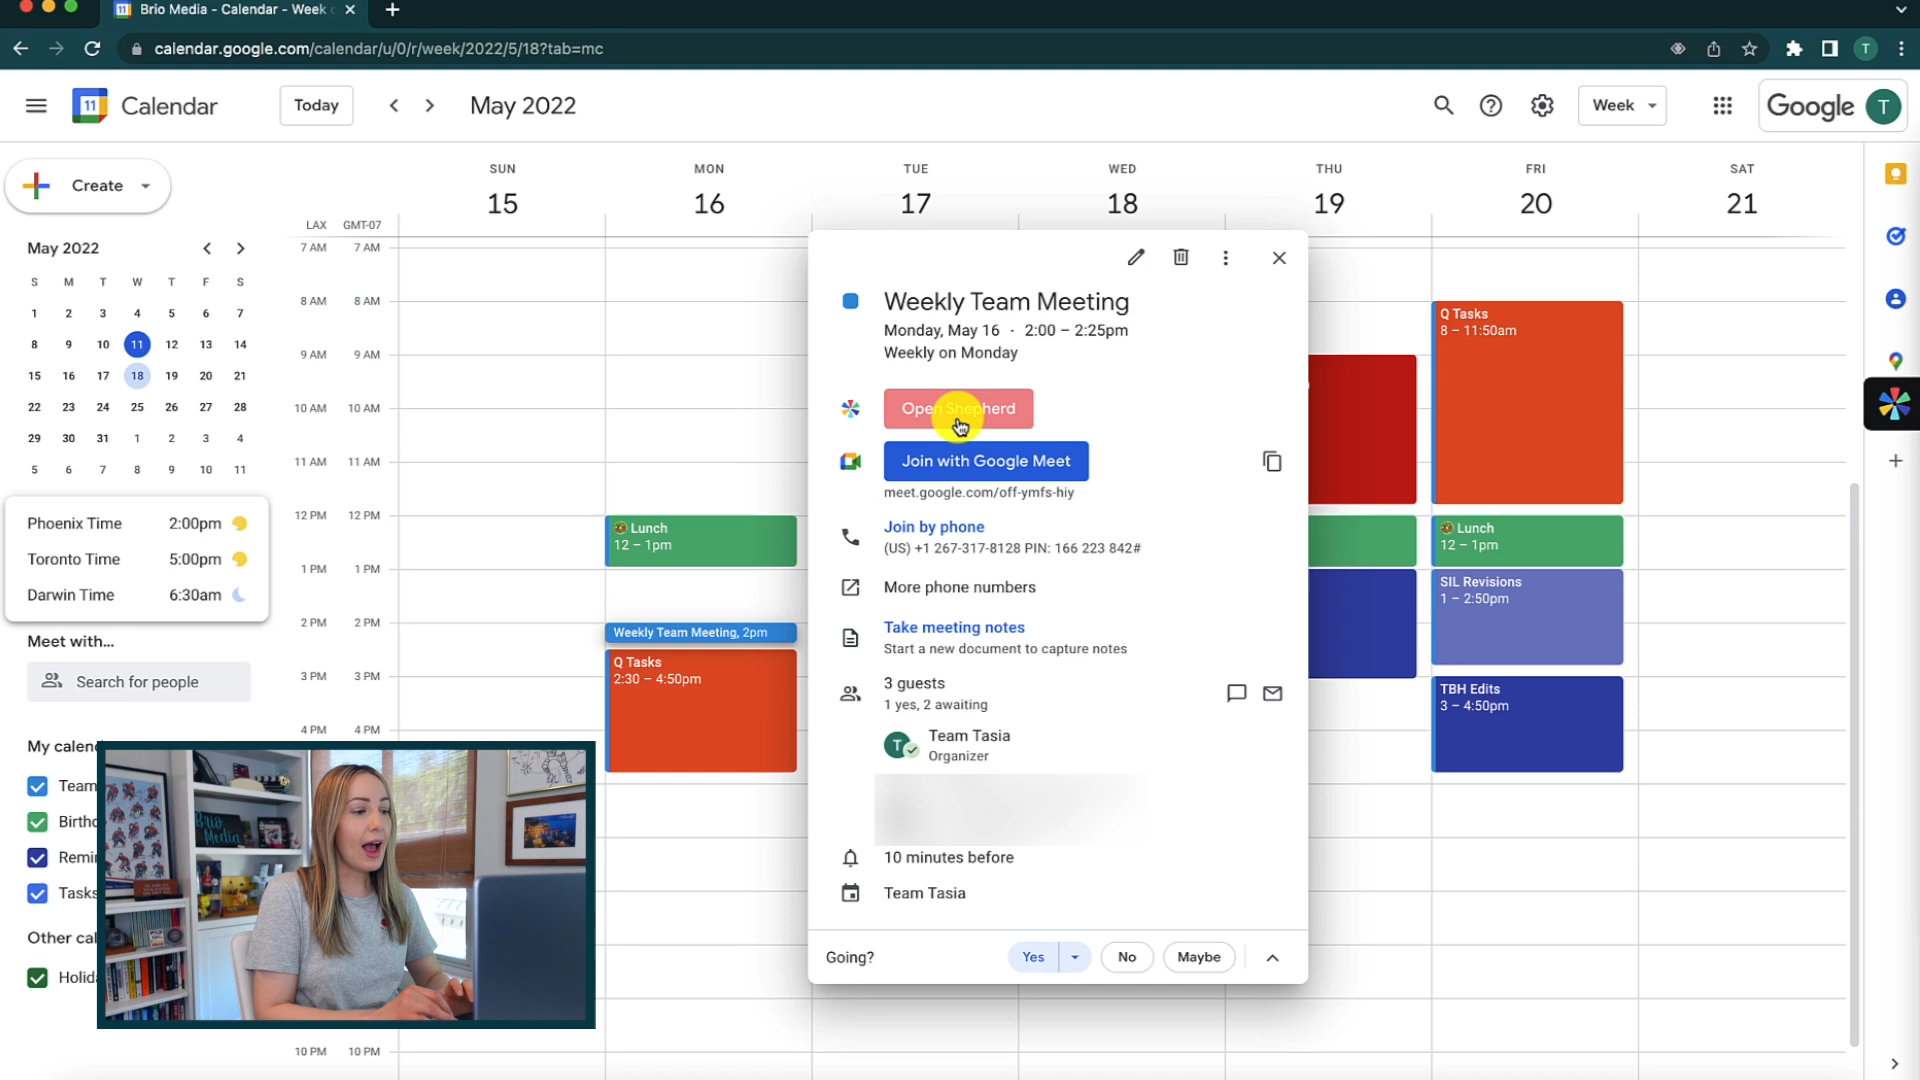 Brio Media - Calendar - Week
calendar.google.com/calendar/u/0/r/week/2022/5/18?tab=mc
T
11 Calendar
Today
May 2022
Week
Google
T
Create
SUN MON TUE WED THU FRI SAT
15 16 17 18 19 20 21
LAX GMT-07
May 2022
S M T W T F S
1 2 3 4 5 6 7
8 9 10 11 12 13 14
15 16 17 18 19 20 21
22 23 24 25 26 27 28
29 30 31 1 2 3 4
5 6 7 8 9 10 11
Phoenix Time 2:00pm
Toronto Time 5:00pm
Darwin Time 6:30am
Meet with...
Search for people
My calen
Team
Birth
Remi
Tasks
Other cal
Holid
7 AM 7 AM
8 AM 8 AM
9 AM 9 AM
10 AM 10 AM
11 AM 11 AM
12 PM 12 PM
1 PM 1 PM
2 PM 2 PM
3 PM 3 PM
4 PM 4 PM
10 PM 10 PM
Lunch
12 – 1pm
Weekly Team Meeting, 2pm
Q Tasks
2:30 – 4:50pm
Weekly Team Meeting
Monday, May 16 · 2:00 – 2:25pm
Weekly on Monday
Open Shepherd
Join with Google Meet
meet.google.com/off-ymfs-hiy
Join by phone
(US) +1 267-317-8128 PIN: 166 223 842#
More phone numbers
Take meeting notes
Start a new document to capture notes
3 guests
1 yes, 2 awaiting
T
Team Tasia
Organizer
10 minutes before
Team Tasia
Going?
Yes
No
Maybe
Q Tasks
8 – 11:50am
Lunch
12 – 1pm
SIL Revisions
1 – 2:50pm
TBH Edits
3 – 4:50pm
Brio
Media